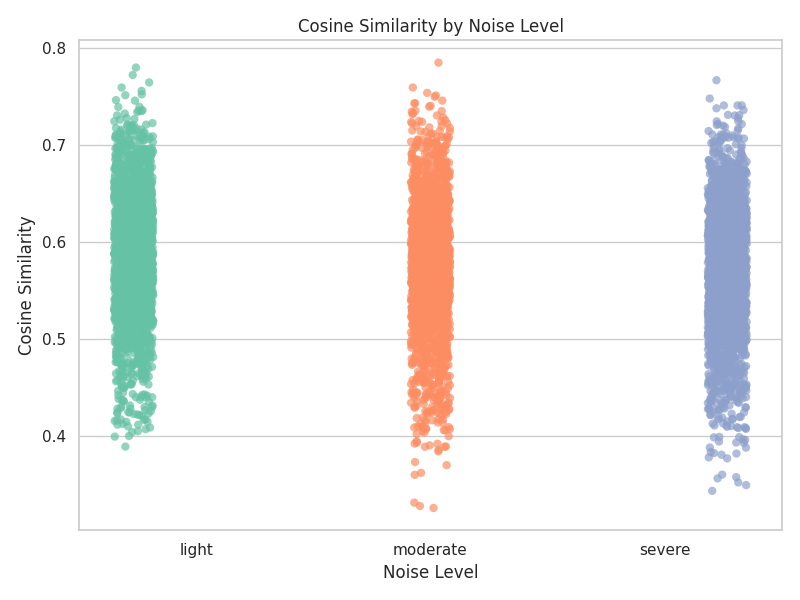 Cosine Similarity by Noise Level
0.8
0.7
0.6
0.5
0.4
Cosine Similarity
light
moderate
severe
Noise Level